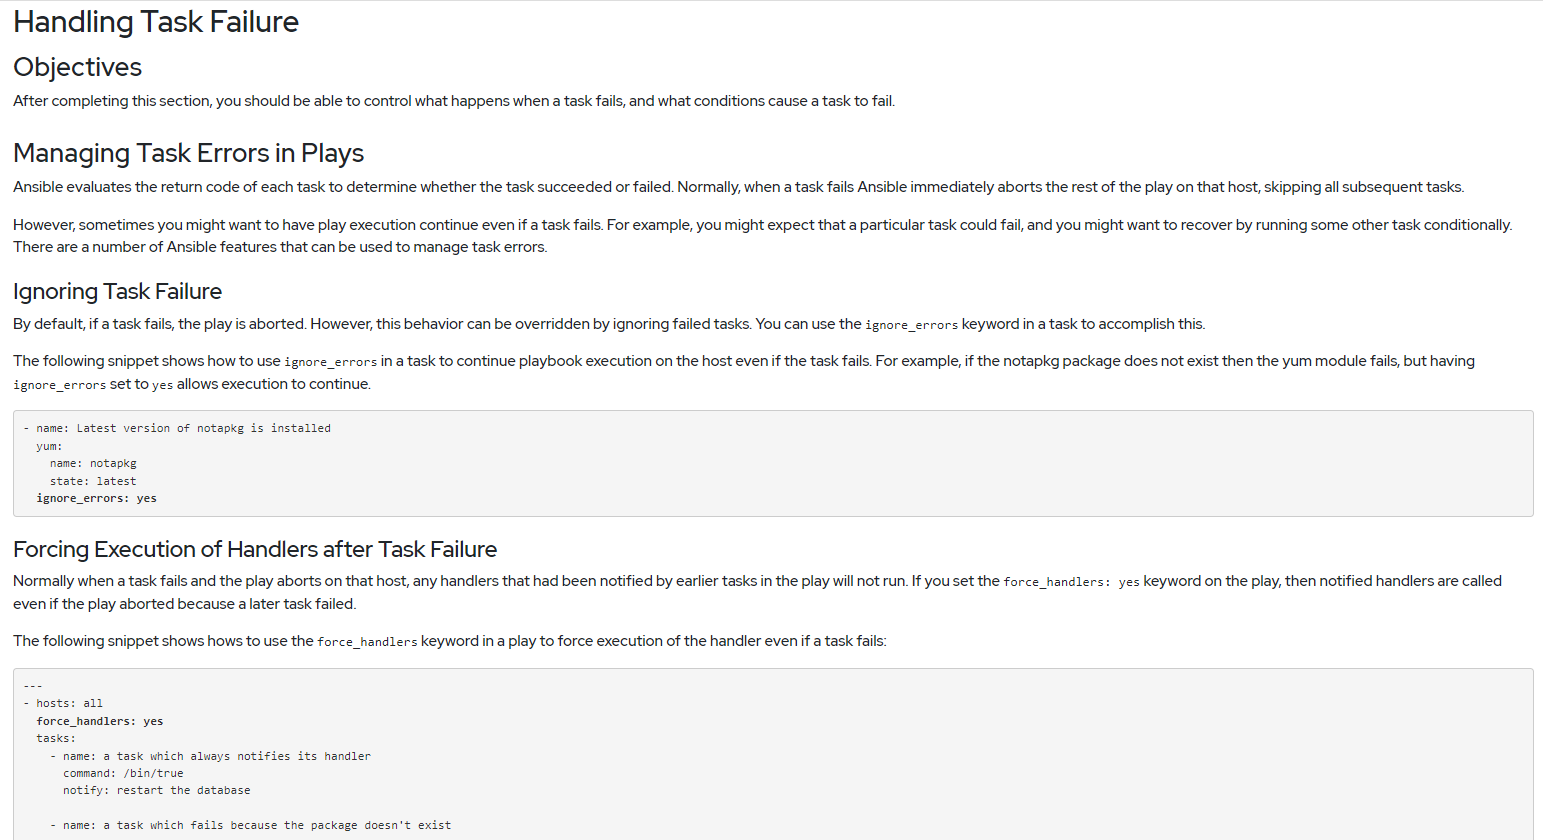 Handling Task Failure
Objectives
After completing this section, you should be able to control what happens when a task fails, and what conditions cause a task to fail.
Managing Task Errors in Plays
Ansible evaluates the return code of each task to determine whether the task succeeded or failed. Normally, when a task fails Ansible immediately aborts the rest of the play on that host, skipping all subsequent tasks.
However, sometimes you might want to have play execution continue even if a task fails. For example, you might expect that a particular task could fail, and you might want to recover by running some other task conditionally.
There are a number of Ansible features that can be used to manage task errors.
Ignoring Task Failure
By default, if a task fails, the play is aborted. However, this behavior can be overridden by ignoring failed tasks. You can use the ignore_errors keyword in a task to accomplish this.
The following snippet shows how to use ignore_errors in a task to continue playbook execution on the host even if the task fails. For example, if the notapkg package does not exist then the yum module fails, but having
ignore_errors set to yes allows execution to continue.
- name: Latest version of notapkg is installed
  yum:
    name: notapkg
    state: latest
  ignore_errors: yes
Forcing Execution of Handlers after Task Failure
Normally when a task fails and the play aborts on that host, any handlers that had been notified by earlier tasks in the play will not run. If you set the force_handlers: yes keyword on the play, then notified handlers are called
even if the play aborted because a later task failed.
The following snippet shows hows to use the force_handlers keyword in a play to force execution of the handler even if a task fails:
---
- hosts: all
  force_handlers: yes
  tasks:
    - name: a task which always notifies its handler
      command: /bin/true
      notify: restart the database
    - name: a task which fails because the package doesn't exist